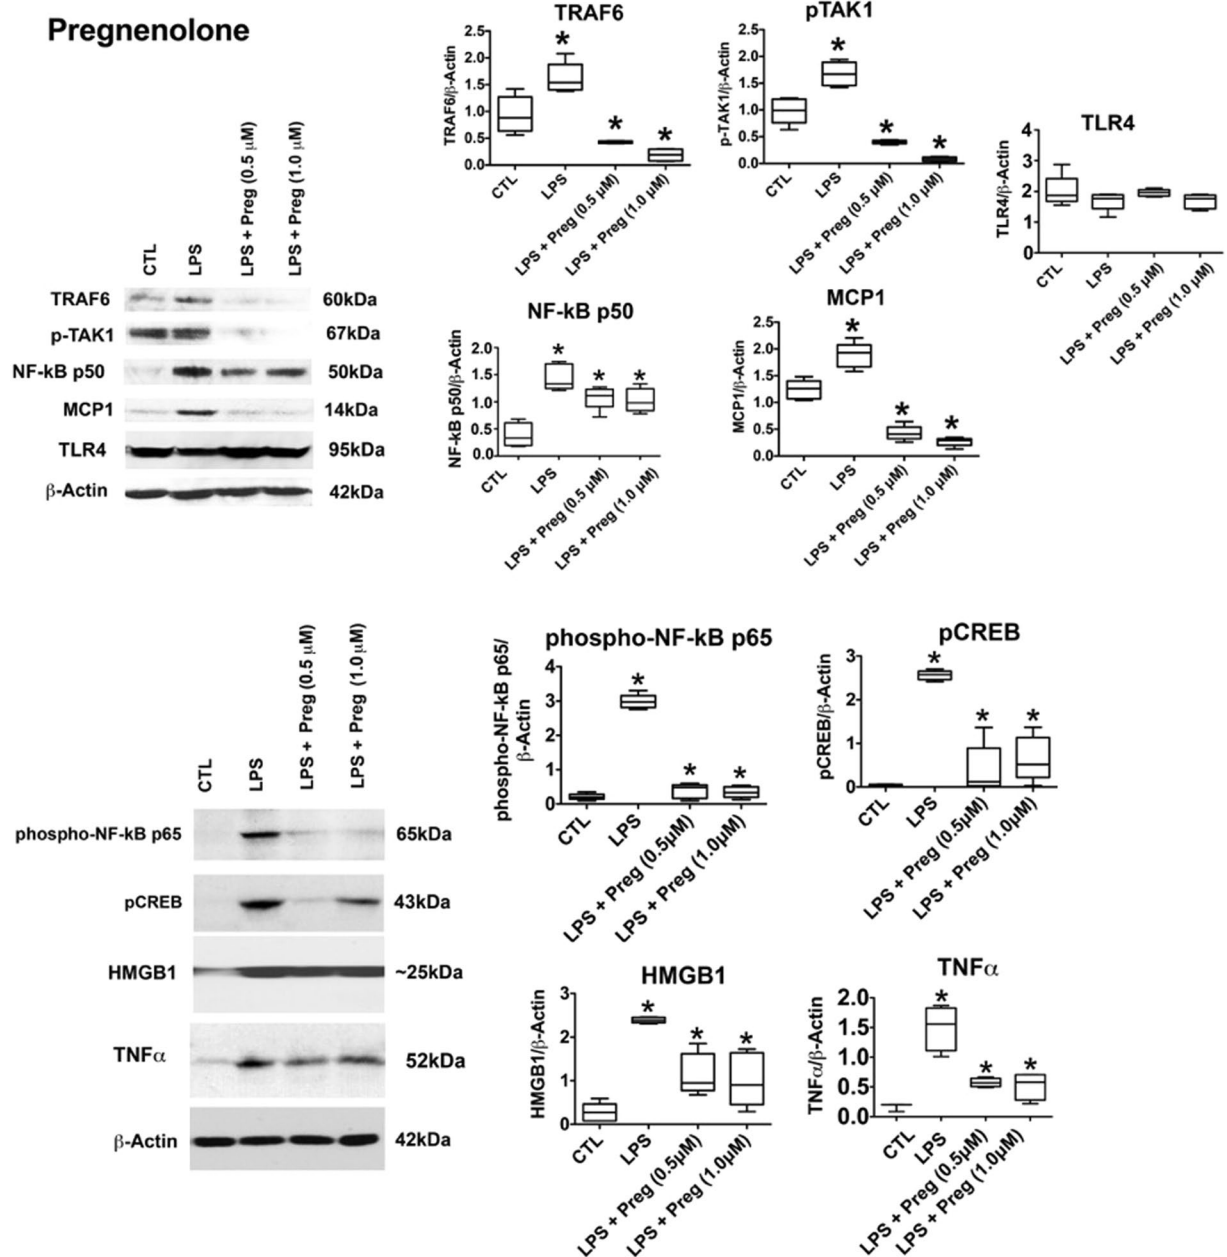 Pregnenolone
CTL
LPS
LPS + Preg (0.5 μM)
LPS + Preg (1.0 μM)
TRAF6 60kDa
p-TAK1 67kDa
NF-kB p50 50kDa
MCP1 14kDa
TLR4 95kDa
β-Actin 42kDa
TRAF6
TRAF6/β-Actin
2.5
2.0
1.5
1.0
0.5
0.0
*
*
*
CTL
LPS
LPS + Preg (0.5 μM)
LPS + Preg (1.0 μM)
pTAK1
p-TAK1/β-Actin
2.5
2.0
1.5
1.0
0.5
0.0
*
*
*
CTL
LPS
LPS + Preg (0.5 μM)
LPS + Preg (1.0 μM)
TLR4
TLR4/β-Actin
4
3
2
1
0
CTL
LPS
LPS + Preg (0.5 μM)
LPS + Preg (1.0 μM)
NF-kB p50
NF-kB p50/β-Actin
2.0
1.5
1.0
0.5
0.0
*
*
*
CTL
LPS
LPS + Preg (0.5 μM)
LPS + Preg (1.0 μM)
MCP1
MCP1/β-Actin
2.5
2.0
1.5
1.0
0.5
0.0
*
*
*
CTL
LPS
LPS + Preg (0.5 μM)
LPS + Preg (1.0 μM)
CTL
LPS
LPS + Preg (0.5 μM)
LPS + Preg (1.0 μM)
phospho-NF-kB p65 65kDa
pCREB 43kDa
HMGB1 ~25kDa
TNFα 52kDa
β-Actin 42kDa
phospho-NF-kB p65
phospho-NF-kB p65/
β-Actin
4
3
2
1
0
*
*
*
CTL
LPS
LPS + Preg (0.5μM)
LPS + Preg (1.0μM)
pCREB
pCREB/β-Actin
3
2
1
0
*
*
*
CTL
LPS
LPS + Preg (0.5μM)
LPS + Preg (1.0μM)
HMGB1
HMGB1/β-Actin
3
2
1
0
*
*
*
CTL
LPS
LPS + Preg (0.5μM)
LPS + Preg (1.0μM)
TNFα
TNFα/β-Actin
2.0
1.5
1.0
0.5
0.0
*
*
*
CTL
LPS
LPS + Preg (0.5μM)
LPS + Preg (1.0μM)